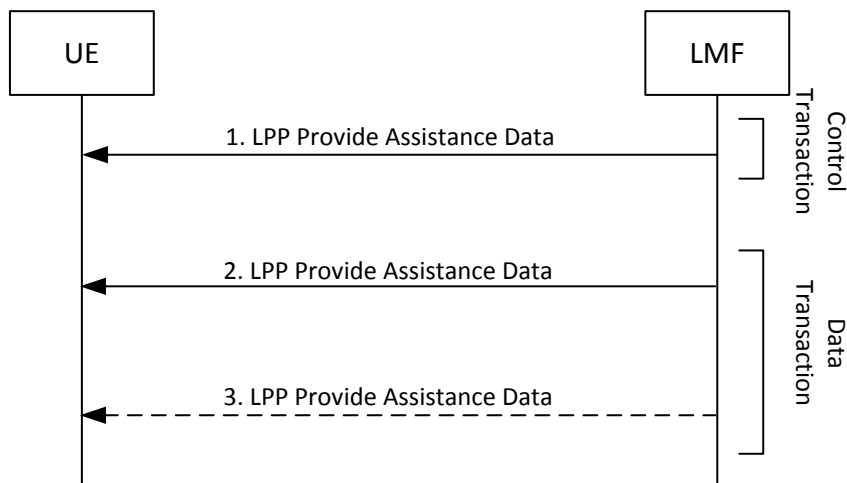 UE
LMF
1. LPP Provide Assistance Data
Control
Transaction
2. LPP Provide Assistance Data
Data
Transaction
3. LPP Provide Assistance Data